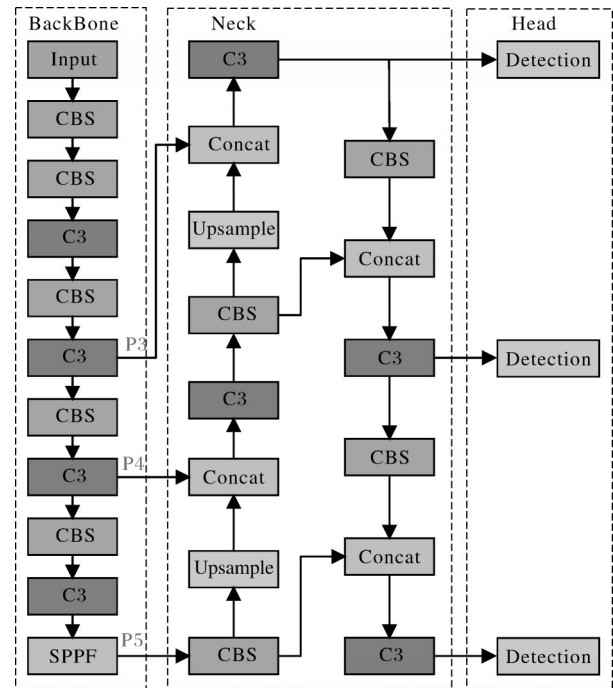 BackBone
Input
CBS
CBS
C3
CBS
C3
CBS
C3
CBS
C3
SPPF
P3
P4
P5
Neck
C3
Concat
Upsample
CBS
C3
Concat
Upsample
CBS
CBS
Concat
C3
CBS
Concat
C3
Head
Detection
Detection
Detection